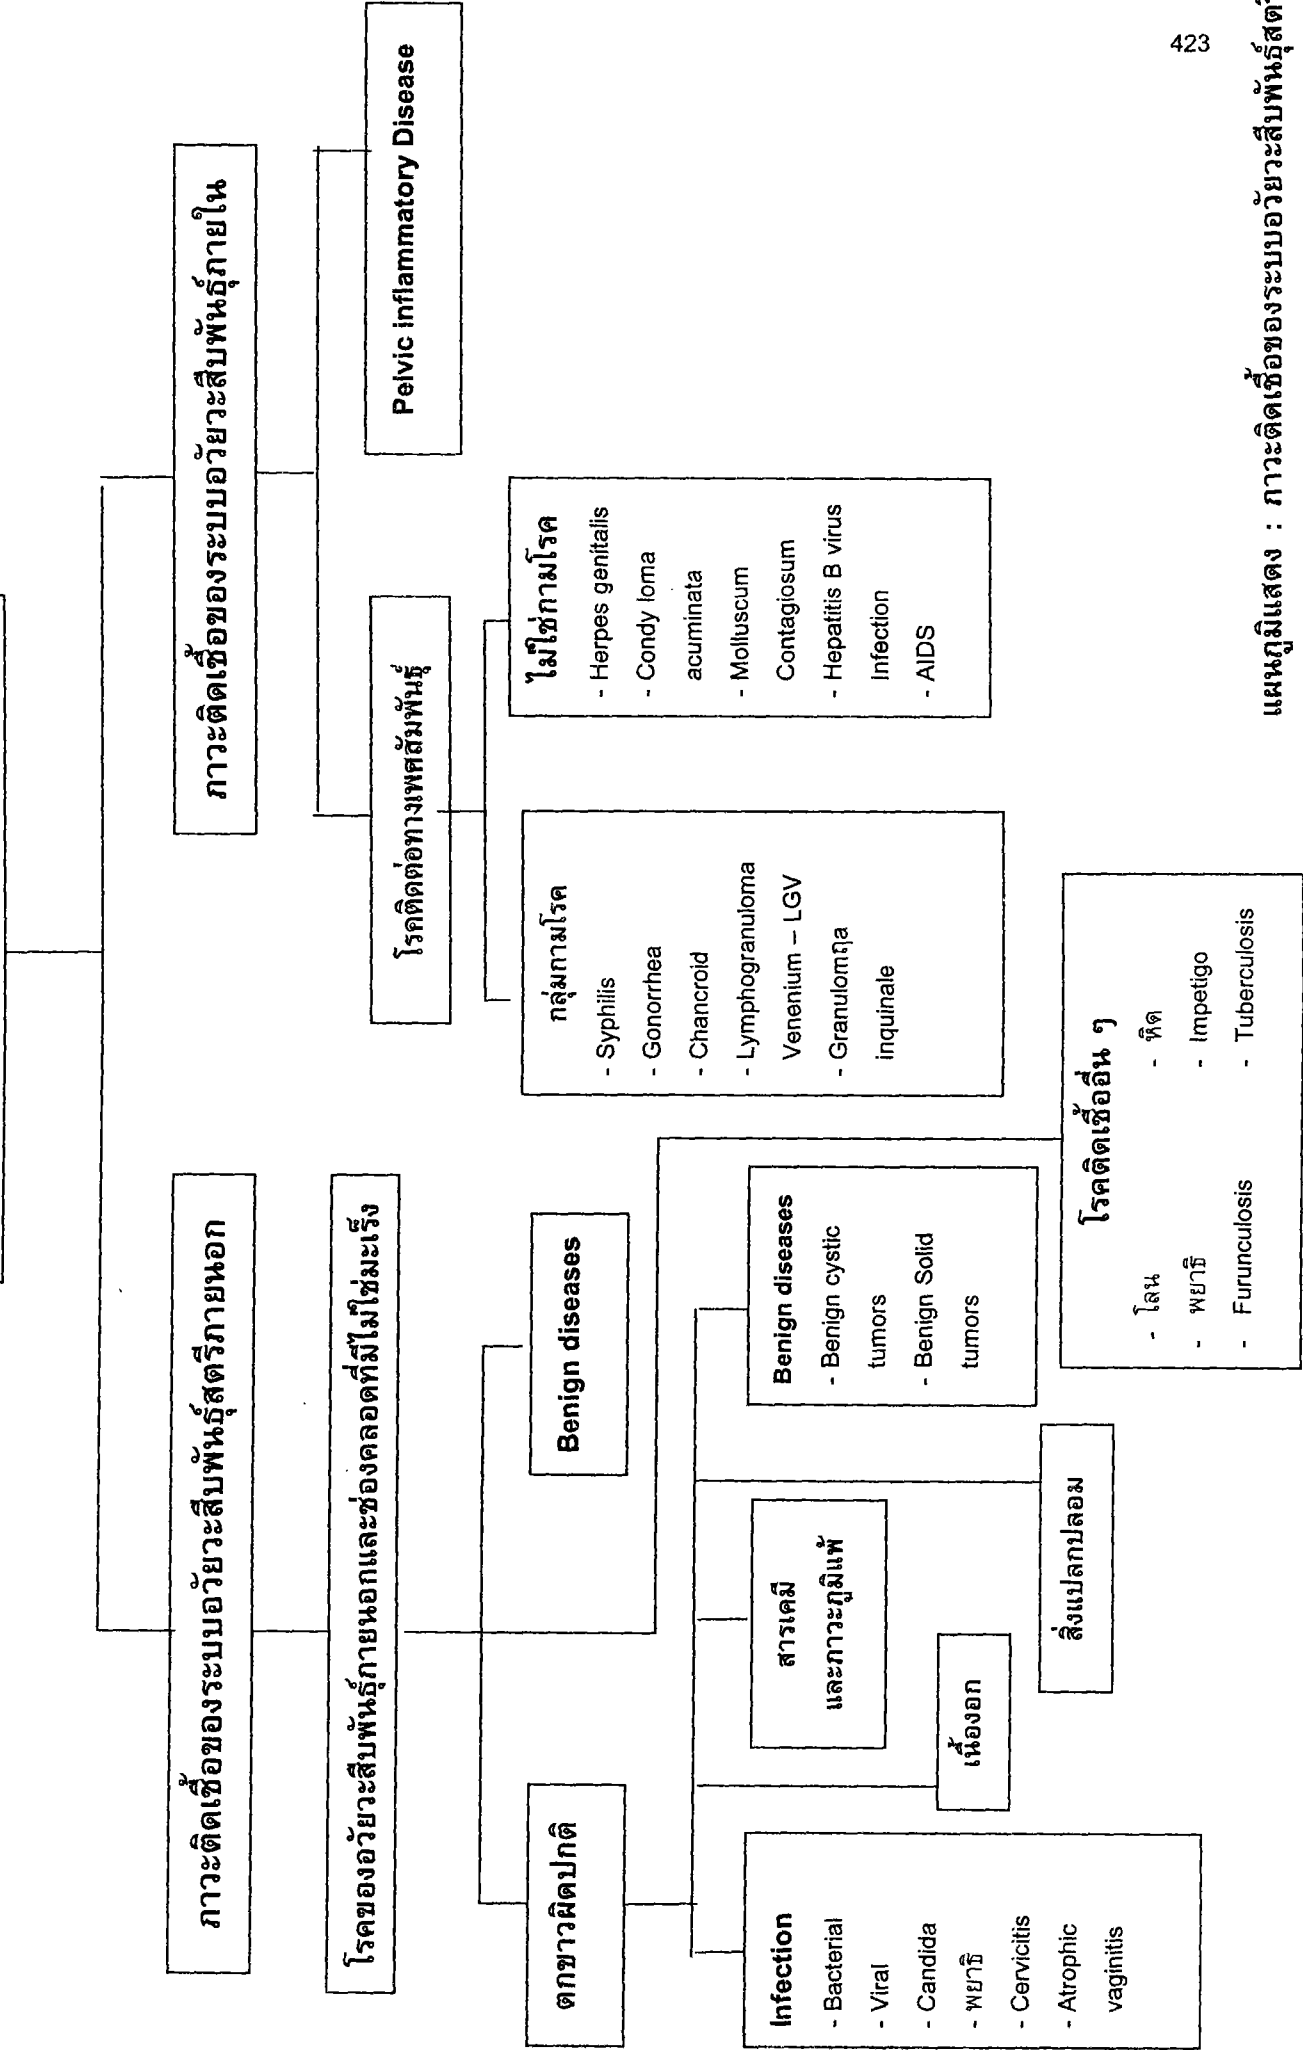 ภาวะติดเชื้อของระบบอวัยวะสืบพันธุ์สตรีภายนอก
ภาวะติดเชื้อของระบบอวัยวะสืบพันธุ์ภายใน
โรคของอวัยวะสืบพันธุ์ภายนอกและช่องคลอดที่มีไม่ใช่มะเร็ง
โรคติดต่อทางเพศสัมพันธุ์
Pelvic inflammatory Disease
ตกขาวผิดปกติ
Benign diseases
กลุ่มกามโรค
- Syphilis
- Gonorrhea
- Chancroid
- Lymphogranuloma
Venenium – LGV
- Granulomฤa
inquinale
ไม่ใช่กามโรค
- Herpes genitalis
- Condy loma
acuminata
- Molluscum
Contagiosum
- Hepatitis B virus
Infection
- AIDS
Infection
- Bacterial
- Viral
- Candida
- พยาธิ
- Cervicitis
- Atrophic
vaginitis
เนื้องอก
สารเคมี
และภาวะภูมิแพ้
สิ่งแปลกปลอม
Benign diseases
- Benign cystic
tumors
- Benign Solid
tumors
โรคติดเชื้ออื่น ๆ
- โลน - หิด
- พยาธิ - Impetigo
- Furunculosis - Tuberculosis
แผนภูมิแสดง : ภาวะติดเชื้อของระบบอวัยวะสืบพันธุ์สตรี
423